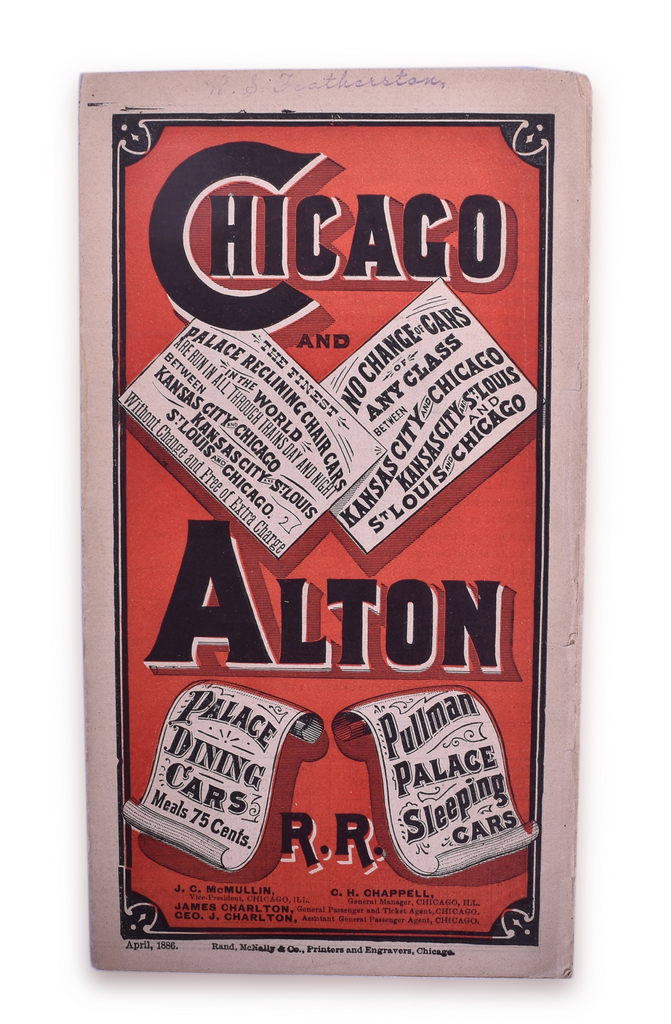 W. S. Featherston,
CHICAGO
AND
THE FINEST
PALACE RECLINING CHAIR CARS
IN THE WORLD
ARE RUN IN ALL THROUGH TRAINS DAY AND NIGHT
BETWEEN
KANSAS CITY AND CHICAGO
KANSAS CITY AND ST LOUIS
ST LOUIS AND CHICAGO.
Without Change and Free of Extra Charge
NO CHANGE OF CARS
OF
ANY CLASS
BETWEEN
KANSAS CITY AND CHICAGO
KANSAS CITY AND ST LOUIS
AND
ST LOUIS AND CHICAGO
ALTON
PALACE
DINING
CARS
Meals 75 Cents.
Pullman
PALACE
Sleeping
CARS
R.R.
J. C. McMULLIN,
Vice-President, CHICAGO, ILL.
C. H. CHAPPELL,
General Manager, CHICAGO, ILL.
JAMES CHARLTON, General Passenger and Ticket Agent, CHICAGO.
GEO. J. CHARLTON, Assistant General Passenger Agent, CHICAGO.
April, 1886.
Rand, McNally & Co., Printers and Engravers, Chicago.